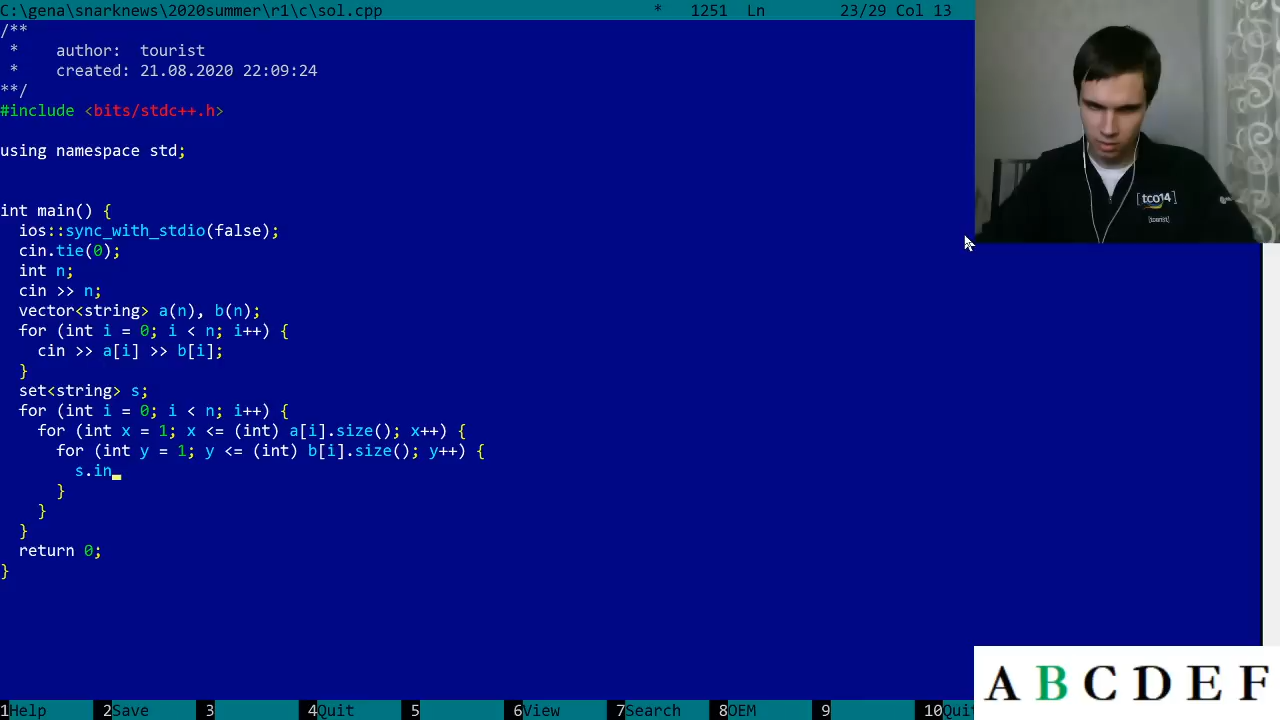 C:\gena\snarknews\2020summer\r1\c\sol.cpp * 1251 Ln 23/29 Col 13
/**
 *    author:  tourist
 *    created: 21.08.2020 22:09:24
**/
#include <bits/stdc++.h>
using namespace std;
int main() {
  ios::sync_with_stdio(false);
  cin.tie(0);
  int n;
  cin >> n;
  vector<string> a(n), b(n);
  for (int i = 0; i < n; i++) {
    cin >> a[i] >> b[i];
  }
  set<string> s;
  for (int i = 0; i < n; i++) {
    for (int x = 1; x <= (int) a[i].size(); x++) {
      for (int y = 1; y <= (int) b[i].size(); y++) {
        s.in
      }
    }
  }
  return 0;
}
[tco14]
[tourist]
A B C D E F
1Help 2Save 3 4Quit 5 6View 7Search 8OEM 9 10Quit